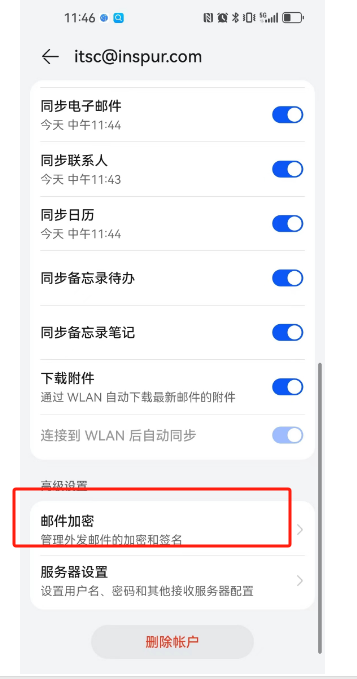 11:46
itsc@inspur.com
同步电子邮件
今天 中午11:44
同步联系人
今天 中午11:43
同步日历
今天 中午11:44
同步备忘录待办
同步备忘录笔记
下载附件
通过 WLAN 自动下载最新邮件的附件
连接到 WLAN 后自动同步
高级设置
邮件加密
管理外发邮件的加密和签名
服务器设置
设置用户名、密码和其他接收服务器配置
删除帐户